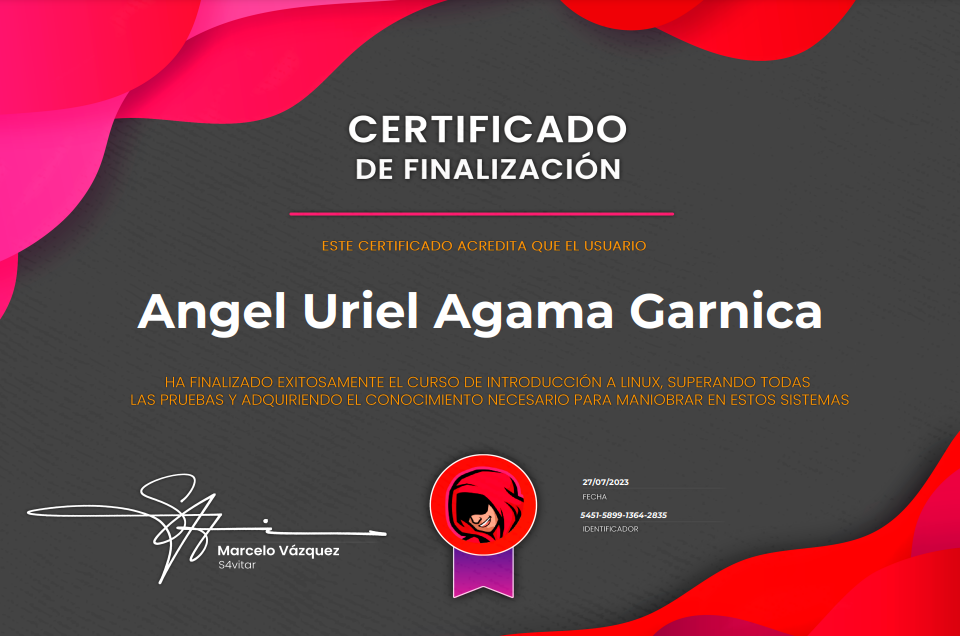 CERTIFICADO
DE FINALIZACIÓN
ESTE CERTIFICADO ACREDITA QUE EL USUARIO
Angel Uriel Agama Garnica
HA FINALIZADO EXITOSAMENTE EL CURSO DE INTRODUCCIÓN A LINUX, SUPERANDO TODAS
LAS PRUEBAS Y ADQUIRIENDO EL CONOCIMIENTO NECESARIO PARA MANIOBRAR EN ESTOS SISTEMAS
Marcelo Vázquez
S4vitar
27/07/2023
FECHA
5451-5899-1364-2835
IDENTIFICADOR